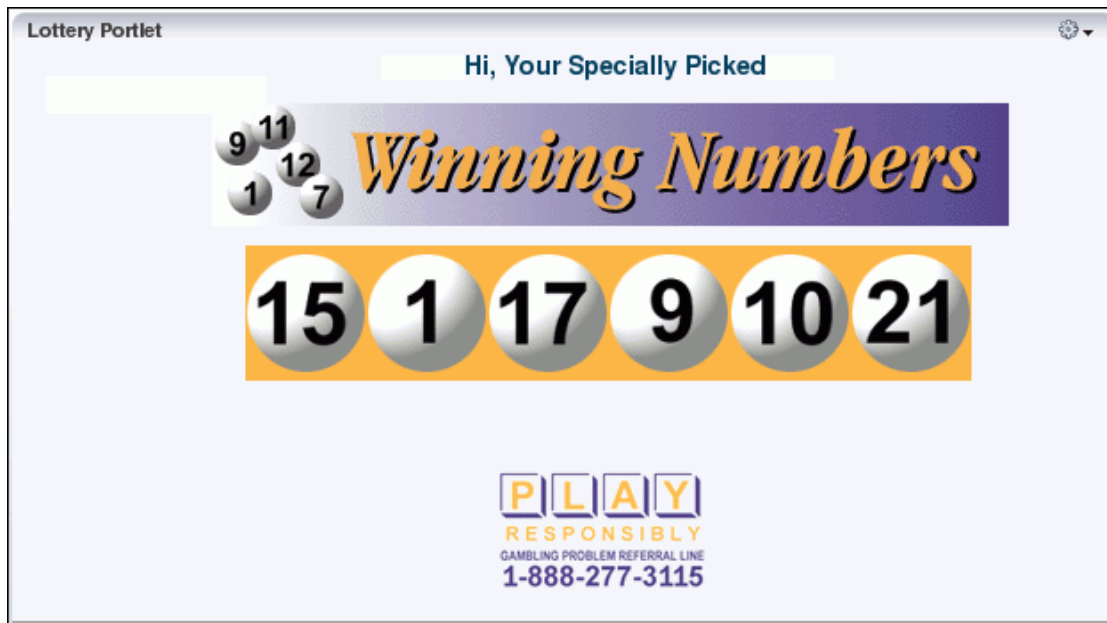 Lottery Portlet
Hi, Your Specially Picked
9 11 12 1 7
Winning Numbers
15 1 17 9 10 21
PLAY
RESPONSIBLY
GAMBLING PROBLEM REFERRAL LINE
1-888-277-3115